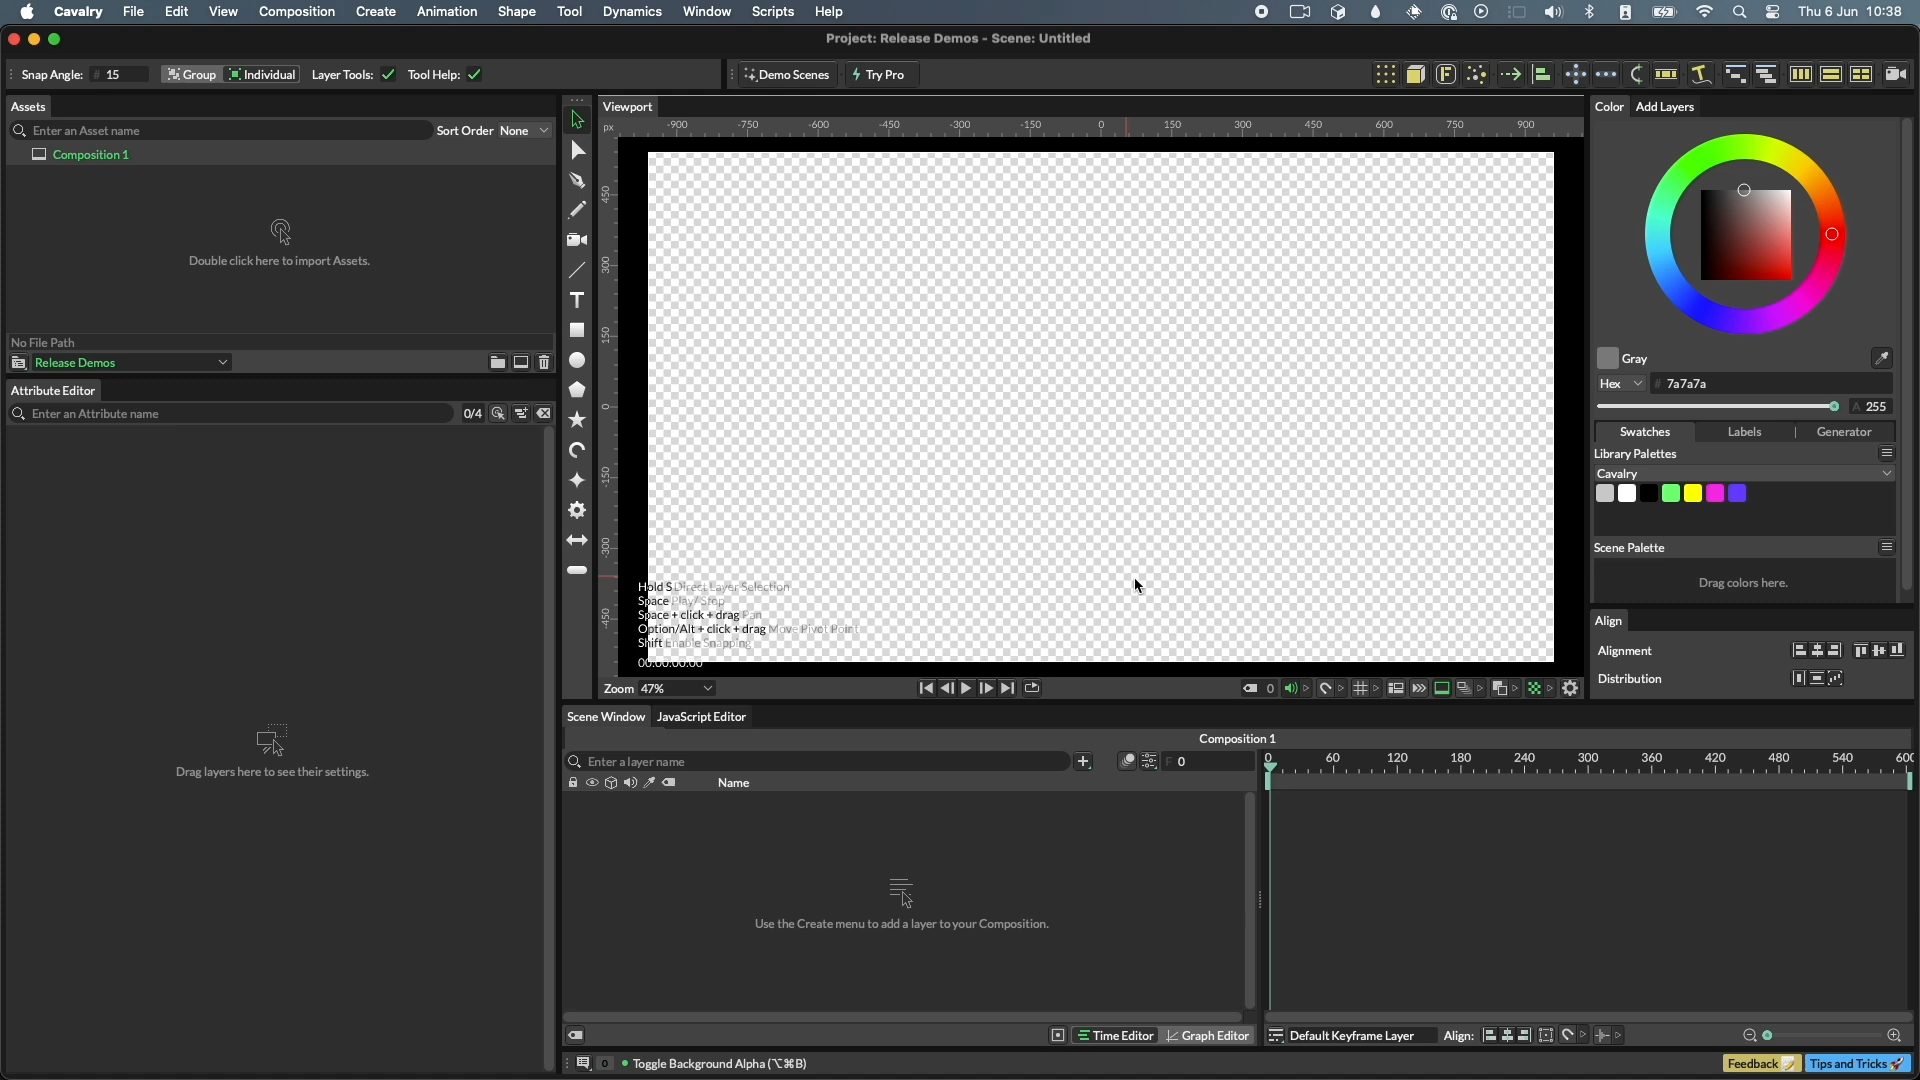 Cavalry File Edit View Composition Create Animation Shape Tool Dynamics Window Scripts Help
Thu 6 Jun 10:38
Project: Release Demos - Scene: Untitled
Snap Angle: # 15 Group Individual Layer Tools: Tool Help:
Demo Scenes Try Pro
Assets
Enter an Asset name
Sort Order None
Composition 1
Double click here to import Assets.
No File Path
Release Demos
Attribute Editor
Enter an Attribute name
0/4
Drag layers here to see their settings.
Viewport
px
-900 -750 -600 -450 -300 -150 0 150 300 450 600 750 900
450
300
150
0
-150
-300
-450
Hold S Direct Layer Selection
Space Play/Stop
Space + click + drag Pan
Option/Alt + click + drag Move Pivot Point
Shift Enable Snapping
00:00:00:00
Zoom 47%
0
Color Add Layers
Gray
Hex # 7a7a7a
A 255
Swatches Labels Generator
Library Palettes
Cavalry
Scene Palette
Drag colors here.
Align
Alignment
Distribution
Scene Window JavaScript Editor
Composition 1
Enter a layer name
F 0
0 60 120 180 240 300 360 420 480 540 600
Name
Use the Create menu to add a layer to your Composition.
Time Editor Graph Editor
Default Keyframe Layer Align:
0 Toggle Background Alpha (⌥⌘B)
Feedback Tips and Tricks